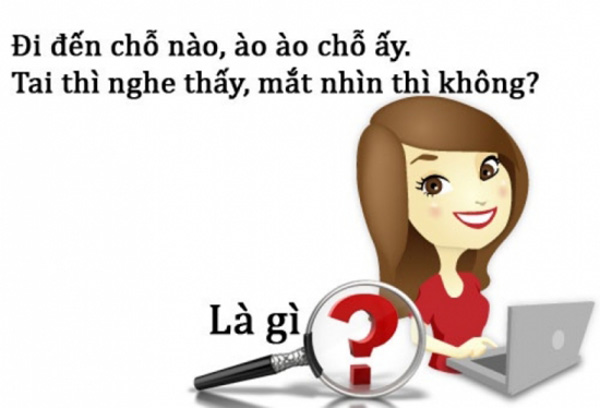 Đi đến chỗ nào, ào ào chỗ ấy.
Tai thì nghe thấy, mắt nhìn thì không?
Là gì
?